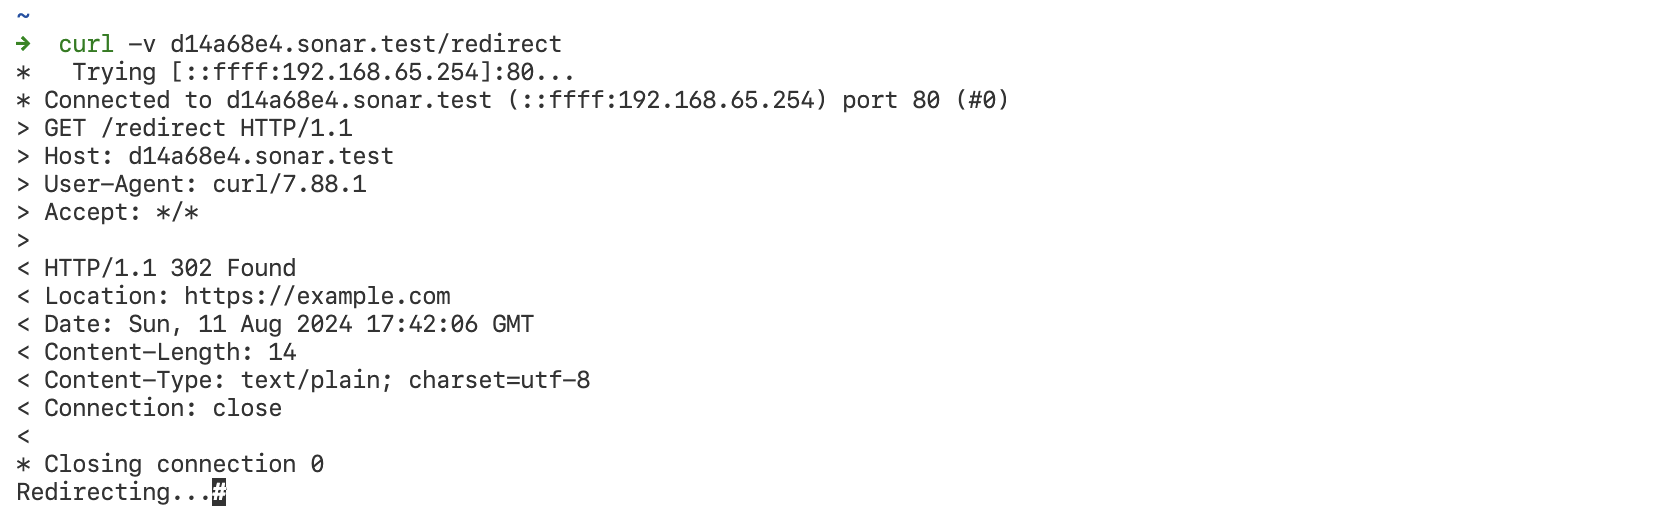 ~
→  curl -v d14a68e4.sonar.test/redirect
*   Trying [::ffff:192.168.65.254]:80...
* Connected to d14a68e4.sonar.test (::ffff:192.168.65.254) port 80 (#0)
> GET /redirect HTTP/1.1
> Host: d14a68e4.sonar.test
> User-Agent: curl/7.88.1
> Accept: */*
>
< HTTP/1.1 302 Found
< Location: https://example.com
< Date: Sun, 11 Aug 2024 17:42:06 GMT
< Content-Length: 14
< Content-Type: text/plain; charset=utf-8
< Connection: close
<
* Closing connection 0
Redirecting...#